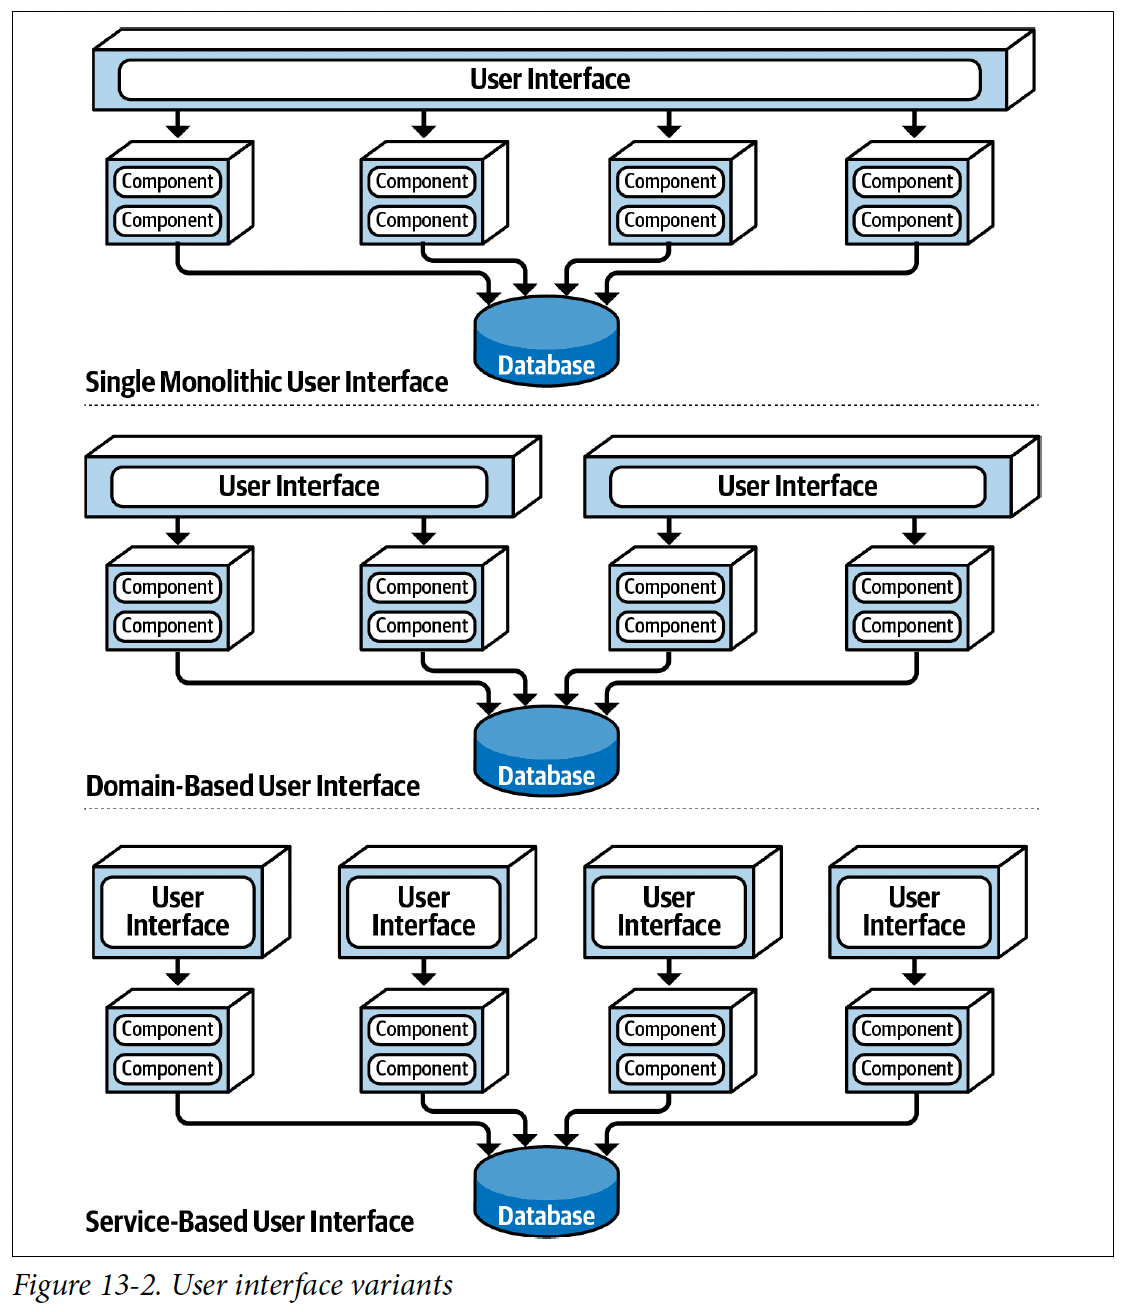 User Interface
Component Component Component Component
Component Component Component Component
Database
Single Monolithic User Interface
User Interface User Interface
Component Component Component Component
Component Component Component Component
Database
Domain-Based User Interface
User User User User
Interface Interface Interface Interface
Component Component Component Component
Component Component Component Component
Database
Service-Based User Interface
Figure 13-2. User interface variants